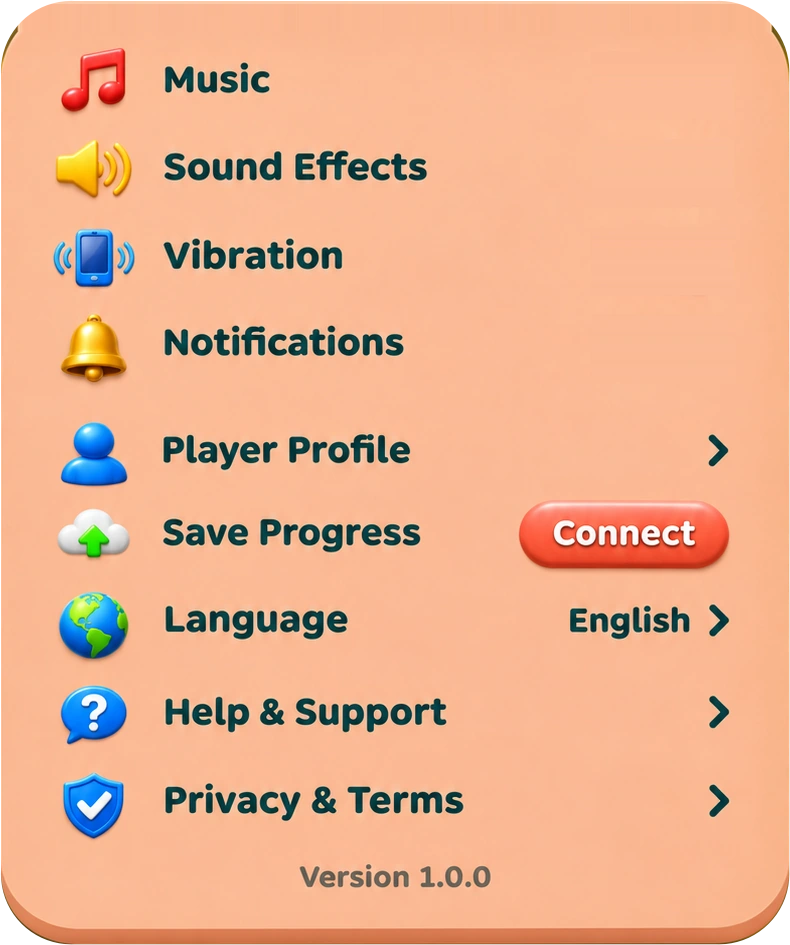 Music
Sound Effects
Vibration
Notifications
Player Profile
Save Progress Connect
Language English
?
Help & Support
Privacy & Terms
Version 1.0.0